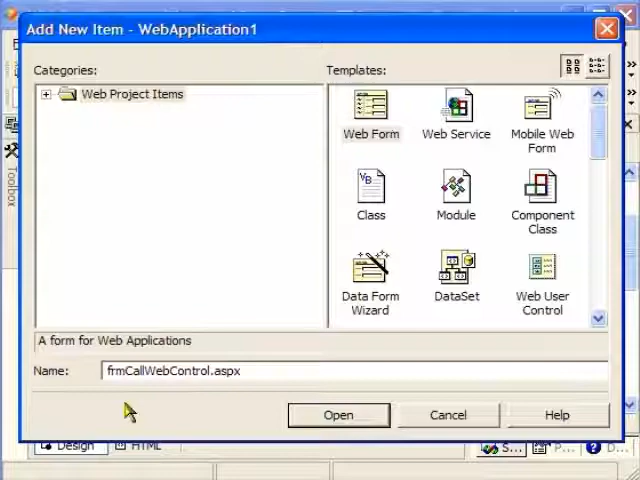 Add New Item - WebApplication1
Categories:
Templates:
Web Project Items
Web Form
Web Service
Mobile Web
Form
VB
Class
Module
Component
Class
Data Form
Wizard
DataSet
Web User
Control
A form for Web Applications
Name:
frmCallWebControl.aspx
Open
Cancel
Help
Toolbox
Design
HTML
S...
P...
D...